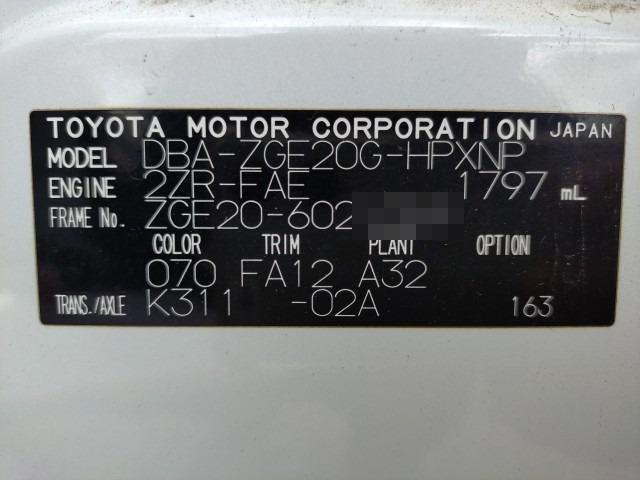 TOYOTA MOTOR CORPORATION JAPAN
MODEL DBA-ZGE20G-HPXNP
ENGINE 2ZR-FAE 1797 mL
FRAME No. ZGE20-602
COLOR TRIM PLANT OPTION
070 FA12 A32
TRANS./AXLE K311 -02A 163